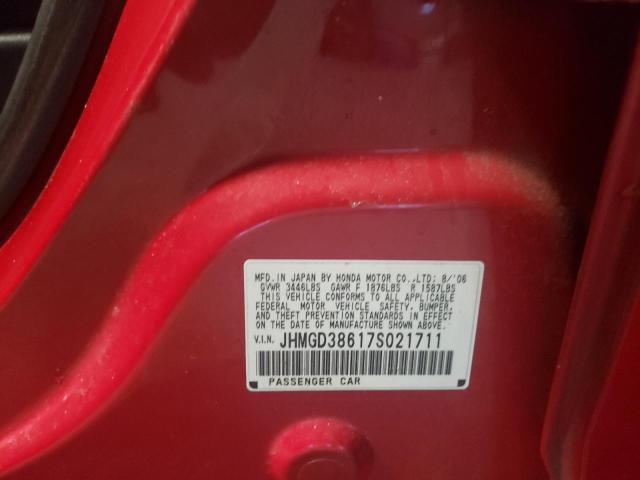 MFD.IN JAPAN BY HONDA MOTOR CO.,LTD: 8/'06
GVWR 3446LBS GAWR F 1876LBS R 1587LBS
THIS VEHICLE CONFORMS TO ALL APPLICABLE
FEDERAL MOTOR VEHICLE SAFETY, BUMPER,
AND THEFT PREVENTION STANDARDS IN EFFECT
ON THE DATE OF MANUFACTURE SHOWN ABOVE.
V.I.N. JHMGD38617S021711
PASSENGER CAR